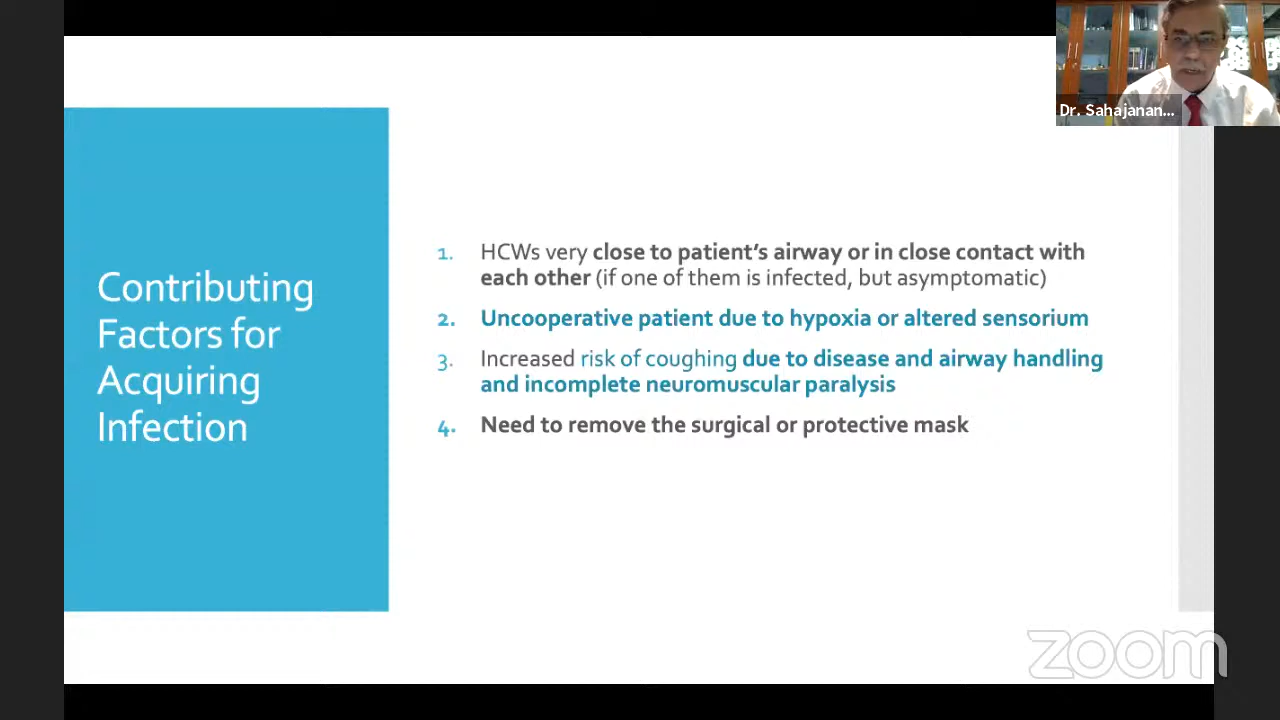 Dr. Sahajanan...
Contributing
Factors for
Acquiring
Infection
1. HCWs very close to patient's airway or in close contact with
each other (if one of them is infected, but asymptomatic)
2. Uncooperative patient due to hypoxia or altered sensorium
3. Increased risk of coughing due to disease and airway handling
and incomplete neuromuscular paralysis
4. Need to remove the surgical or protective mask
zoom